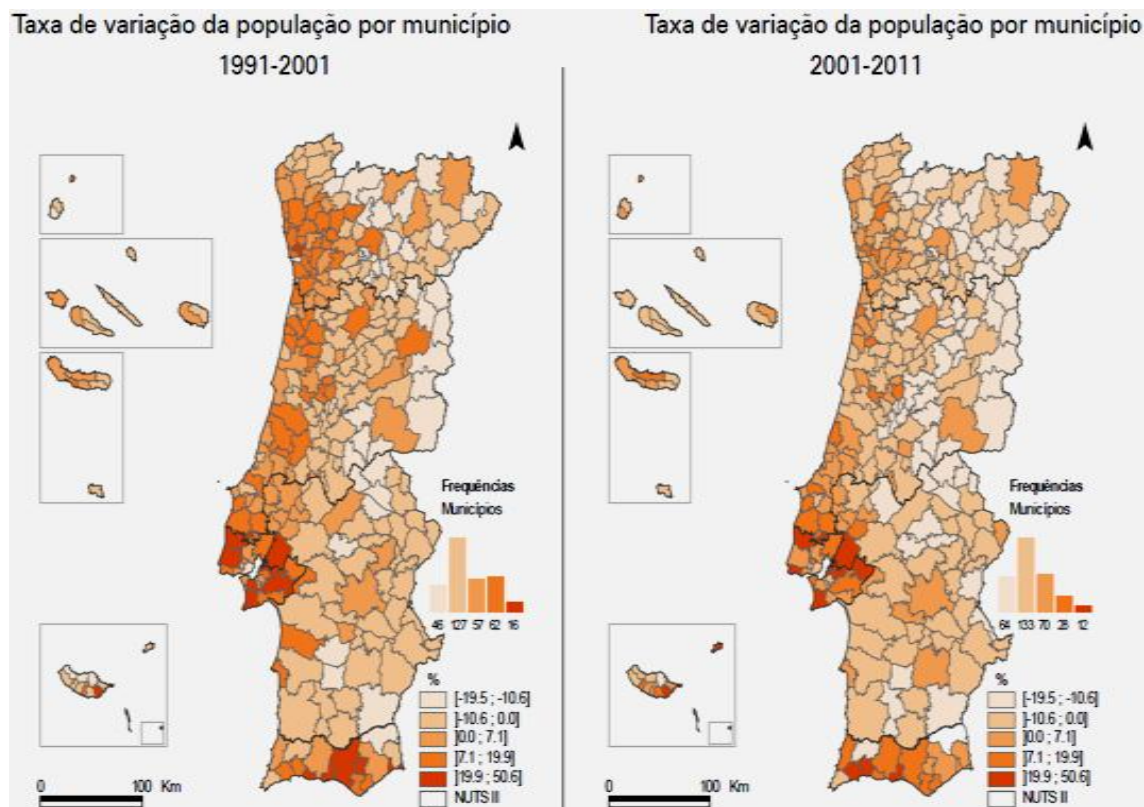 Taxa de variação da população por município
1991-2001
Frequências
Municípios
46 127 57 62 16
%
[-19.5 ; -10.6]
]-10.6 ; 0.0]
]0.0 ; 7.1]
]7.1 ; 19.9]
]19.9 ; 50.6]
NUTS II
0 100 Km
Taxa de variação da população por município
2001-2011
Frequências
Municípios
64 133 70 28 12
%
[-19.5 ; -10.6]
]-10.6 ; 0.0]
]0.0 ; 7.1]
]7.1 ; 19.9]
]19.9 ; 50.6]
NUTS II
0 100 Km